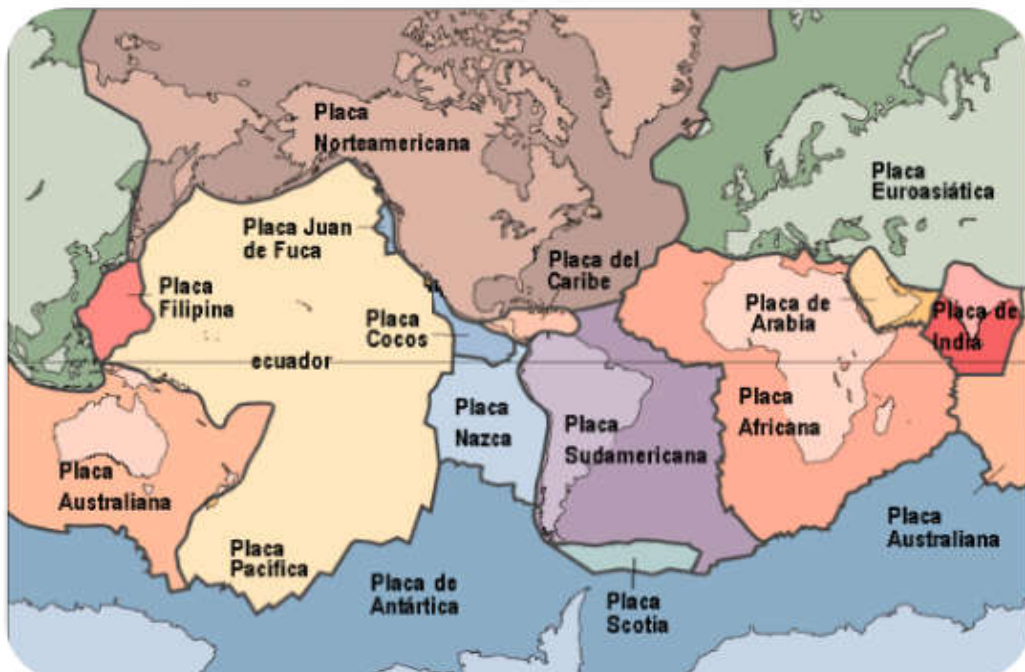 Placa
Norteamericana
Placa
Euroasiática
Placa Juan
de Fuca
Placa del
Caribe
Placa
Filipina
Placa de
Arabia
Placa de
India
Placa
Cocos
ecuador
Placa
Nazca
Placa
Sudamericana
Placa
Africana
Placa
Australiana
Placa
Australiana
Placa
Pacifica
Placa de
Antártica
Placa
Scotia